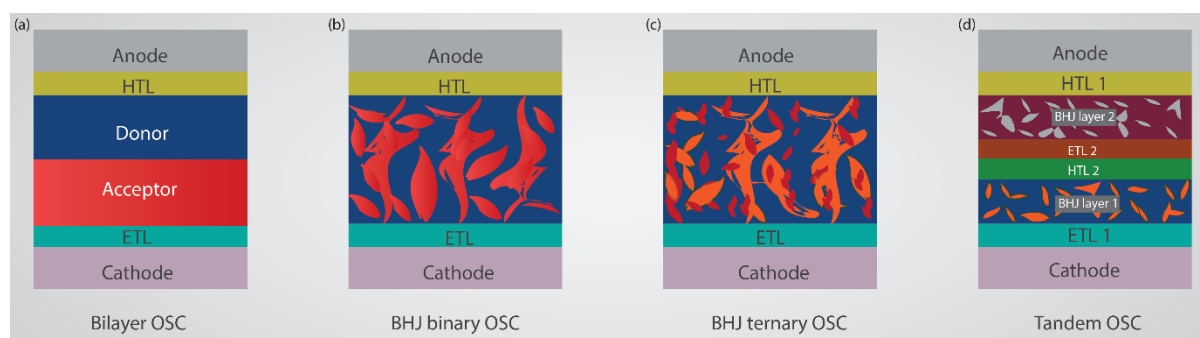 (a)
Anode
HTL
Donor
Acceptor
ETL
Cathode
Bilayer OSC
(b)
Anode
HTL
ETL
Cathode
BHJ binary OSC
(c)
Anode
HTL
ETL
Cathode
BHJ ternary OSC
(d)
Anode
HTL 1
BHJ layer 2
ETL 2
HTL 2
BHJ layer 1
ETL 1
Cathode
Tandem OSC